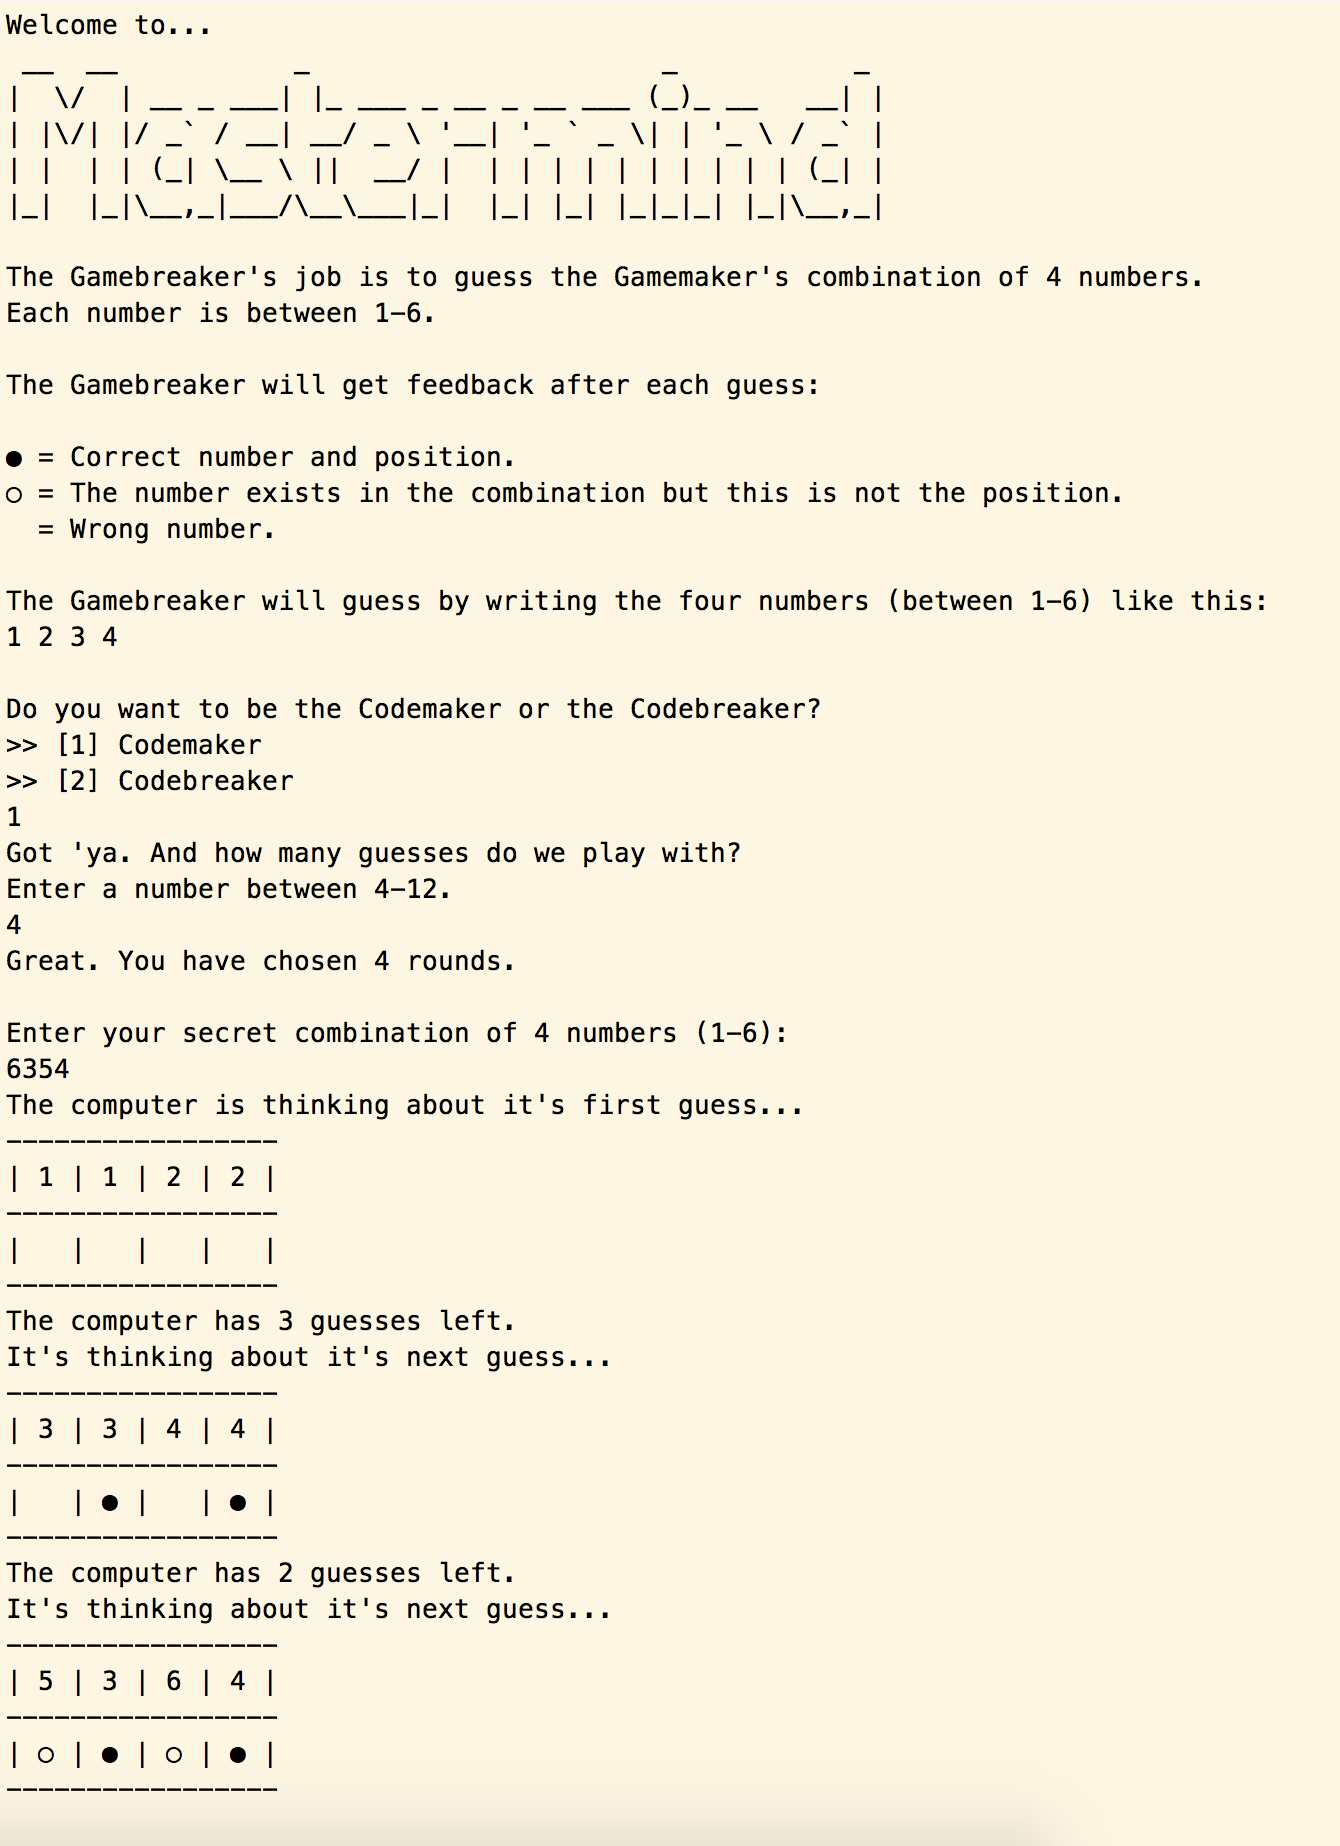 Welcome to...
 __  __           _                      _           _
|  \/  | __ _ ___| |_ ___ _ __ _ __ ___ (_)_ __   __| |
| |\/| |/ _` / __| __/ _ \ '__| '_ ` _ \| | '_ \ / _` |
| |  | | (_| \__ \ ||  __/ |  | | | | | | | | | | (_| |
|_|  |_|\__,_|___/\__\___|_|  |_| |_| |_|_|_| |_|\__,_|
The Gamebreaker's job is to guess the Gamemaker's combination of 4 numbers.
Each number is between 1-6.
The Gamebreaker will get feedback after each guess:
● = Correct number and position.
○ = The number exists in the combination but this is not the position.
  = Wrong number.
The Gamebreaker will guess by writing the four numbers (between 1-6) like this:
1 2 3 4
Do you want to be the Codemaker or the Codebreaker?
>> [1] Codemaker
>> [2] Codebreaker
1
Got 'ya. And how many guesses do we play with?
Enter a number between 4-12.
4
Great. You have chosen 4 rounds.
Enter your secret combination of 4 numbers (1-6):
6354
The computer is thinking about it's first guess...
-----------------
| 1 | 1 | 2 | 2 |
-----------------
|   |   |   |   |
-----------------
The computer has 3 guesses left.
It's thinking about it's next guess...
-----------------
| 3 | 3 | 4 | 4 |
-----------------
|   | ● |   | ● |
-----------------
The computer has 2 guesses left.
It's thinking about it's next guess...
-----------------
| 5 | 3 | 6 | 4 |
-----------------
| ○ | ● | ○ | ● |
-----------------